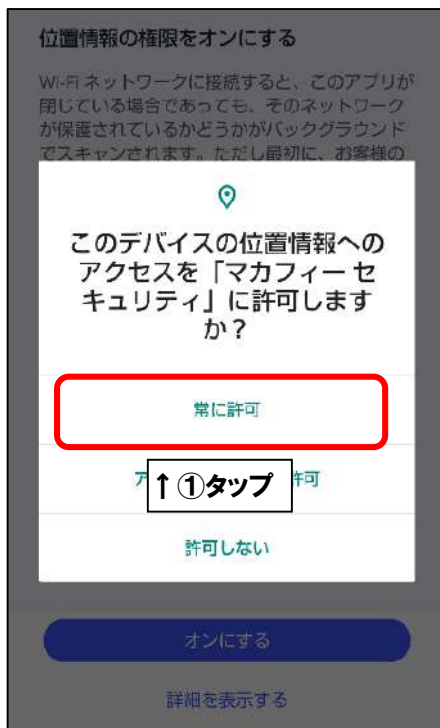 位置情報の権限をオンにする
Wi-Fi ネットワークに接続すると、このアプリが
閉じている場合であっても、そのネットワーク
が保護されているかどうかがバックグラウンド
でスキャンされます。ただし最初に、お客様の
このデバイスの位置情報への
アクセスを「マカフィー セ
キュリティ」に許可します
か？
常に許可
ア
许可
↑①タップ
許可しない
オンにする
詳細を表示する